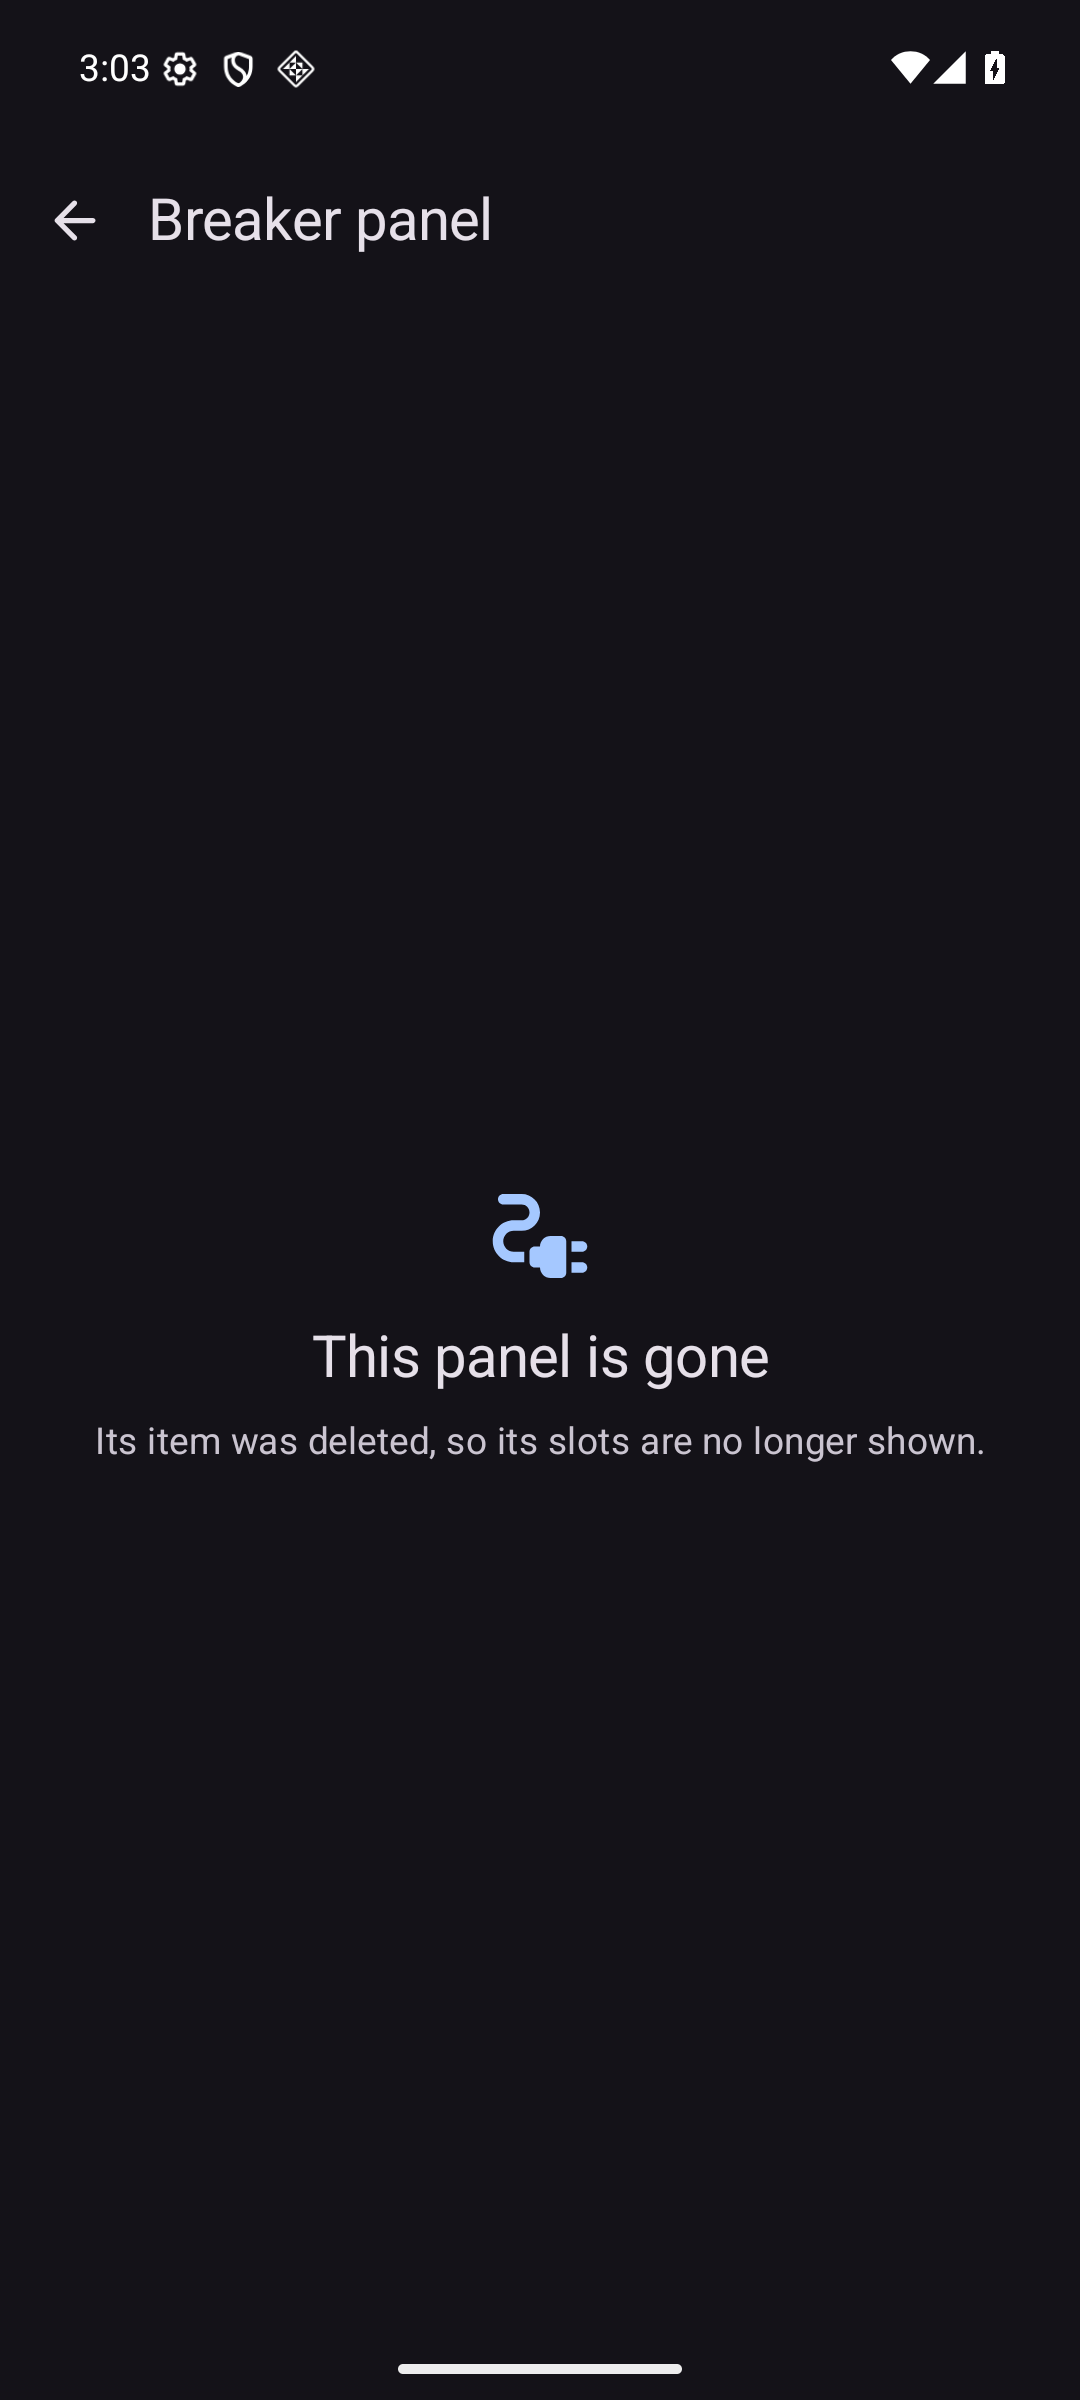 3:03
Breaker panel
This panel is gone
Its item was deleted, so its slots are no longer shown.